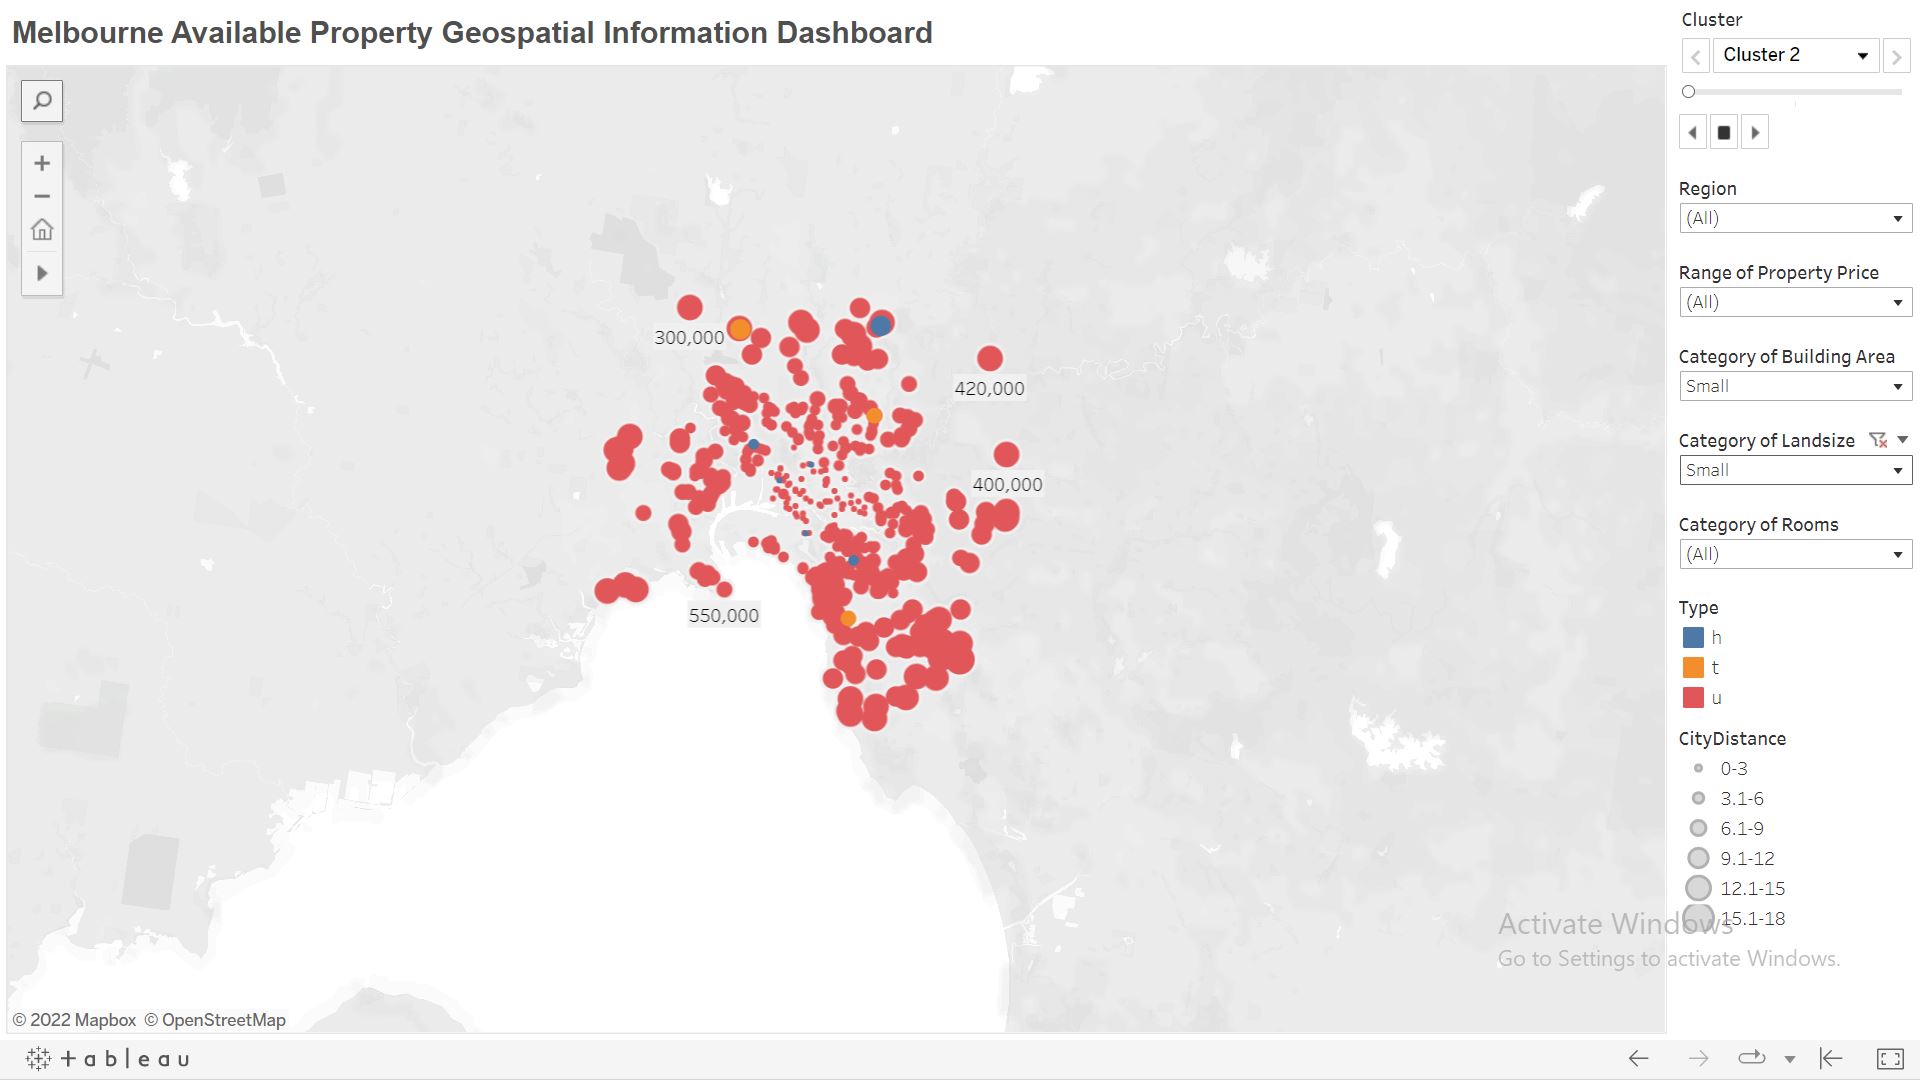 Melbourne Available Property Geospatial Information Dashboard
300,000
420,000
400,000
550,000
© 2022 Mapbox © OpenStreetMap
Cluster
Cluster 2
Region
(All)
Range of Property Price
(All)
Category of Building Area
Small
Category of Landsize
Small
Category of Rooms
(All)
Type
h
t
u
CityDistance
0-3
3.1-6
6.1-9
9.1-12
12.1-15
15.1-18
Activate Windows
Go to Settings to activate Windows.
+ableau